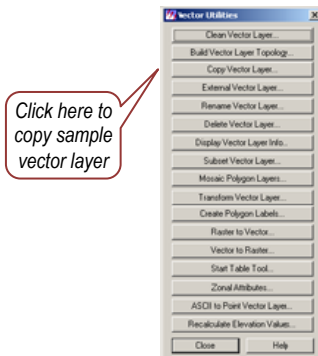 Vector Utilities
Clean Vector Layer...
Build Vector Layer Topology...
Copy Vector Layer...
External Vector Layer...
Rename Vector Layer...
Delete Vector Layer...
Display Vector Layer Info..
Subset Vector Layer...
Mosaic Polygon Layers...
Transform Vector Layer...
Create Polygon Labels...
Raster to Vector...
Vector to Raster...
Start Table Tool...
Zonal Attributes...
ASCII to Point Vector Layer...
Recalculate Elevation Values...
Close Help
Click here to
copy sample
vector layer